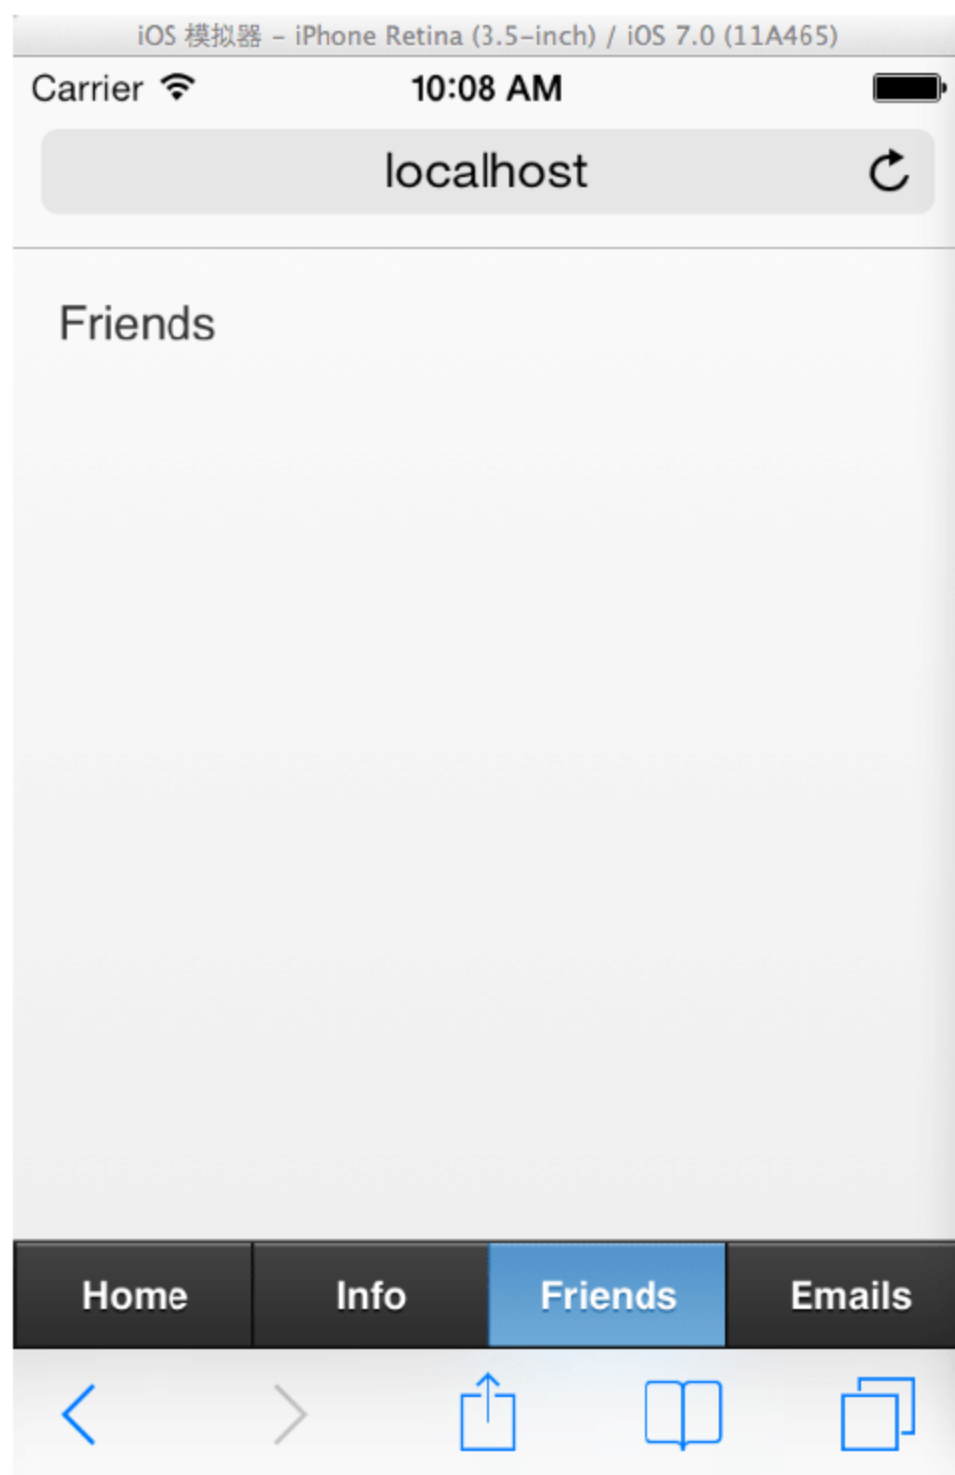 iOS 模拟器 – iPhone Retina (3.5-inch) / iOS 7.0 (11A465)
Carrier 10:08 AM
localhost
Friends
Home Info Friends Emails